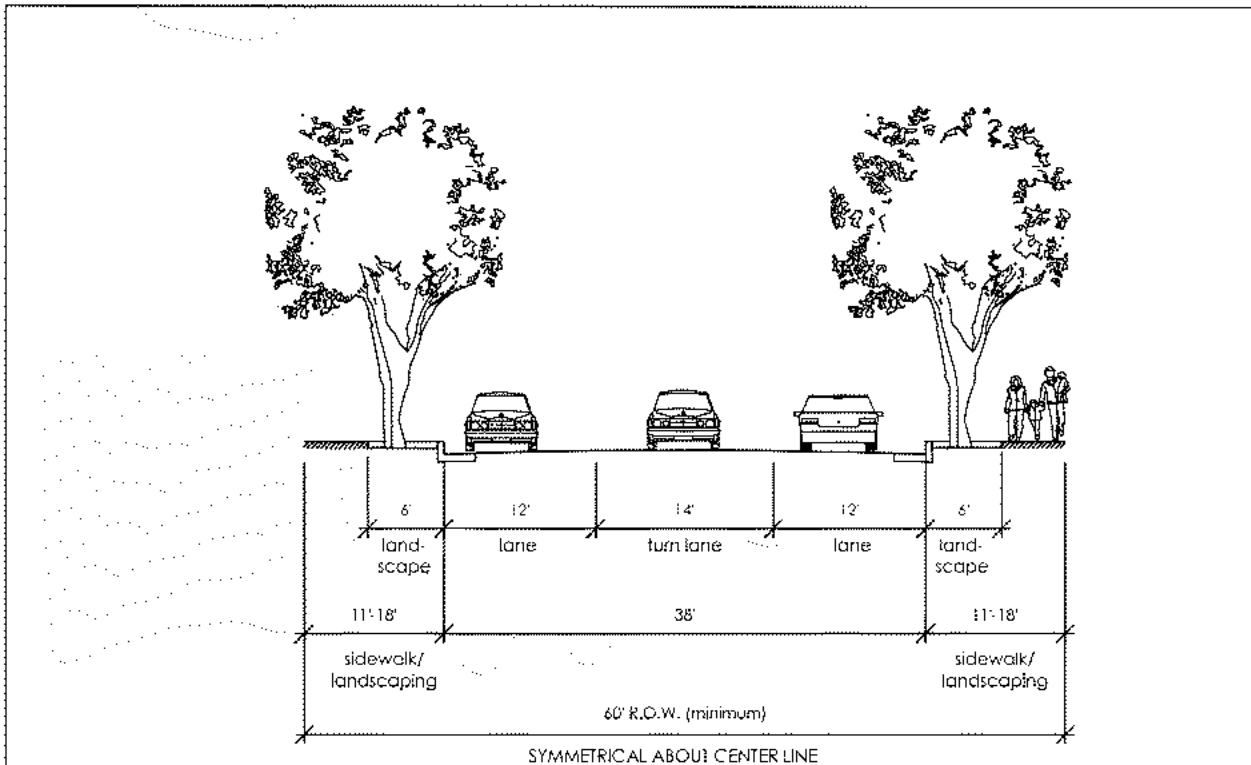 6' 12' 14' 12' 6'
land-
scape
lane
turn lane
lane
land-
scape
11'-18' 38' 11'-18'
sidewalk/
landscaping
sidewalk/
landscaping
60' R.O.W. (minimum)
SYMMETRICAL ABOUT CENTER LINE